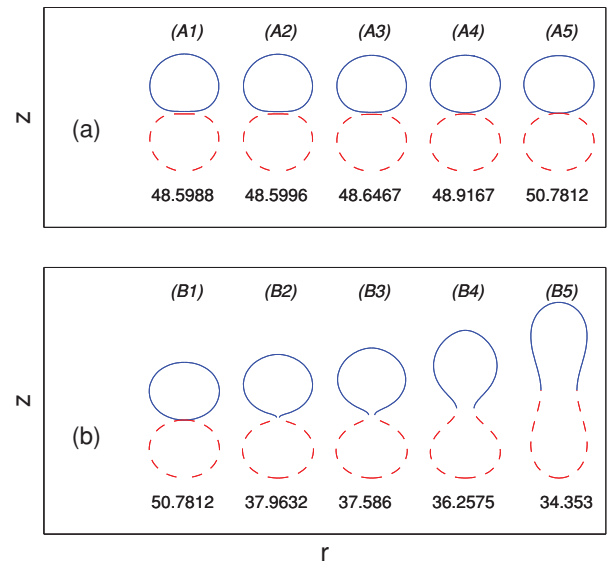 (A1) (A2) (A3) (A4) (A5)
z
(a)
48.5988 48.5996 48.6467 48.9167 50.7812
(B1) (B2) (B3) (B4) (B5)
z
(b)
50.7812 37.9632 37.586 36.2575 34.353
r